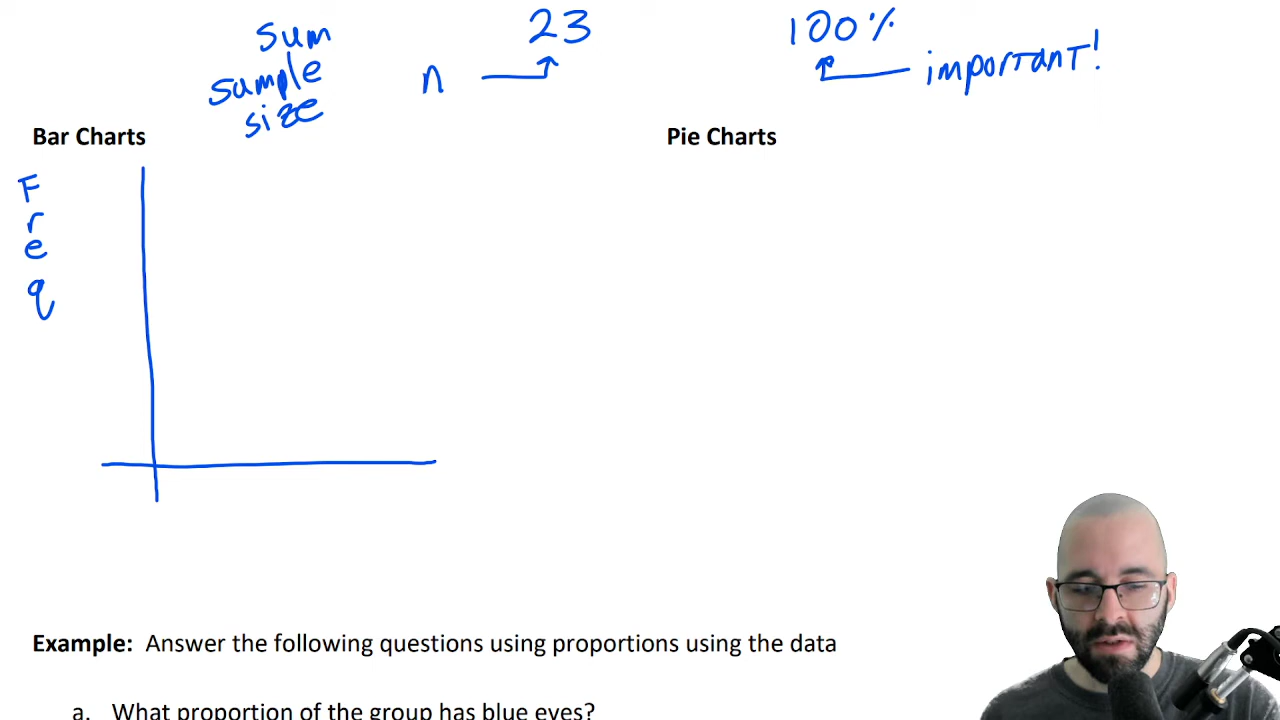 sum 23 100%
sample size n important!
Bar Charts Pie Charts
Freq
Example: Answer the following questions using proportions using the data
a. What proportion of the group has blue eyes?